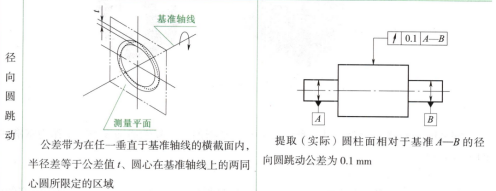 径
向
圆
跳
动
t
基准轴线
测量平面
公差带为在任一垂直于基准轴线的横截面内，
半径差等于公差值 t、圆心在基准轴线上的两同
心圆所限定的区域
0.1 A—B
A
B
提取（实际）圆柱面相对于基准 A—B 的径
向圆跳动公差为 0.1 mm